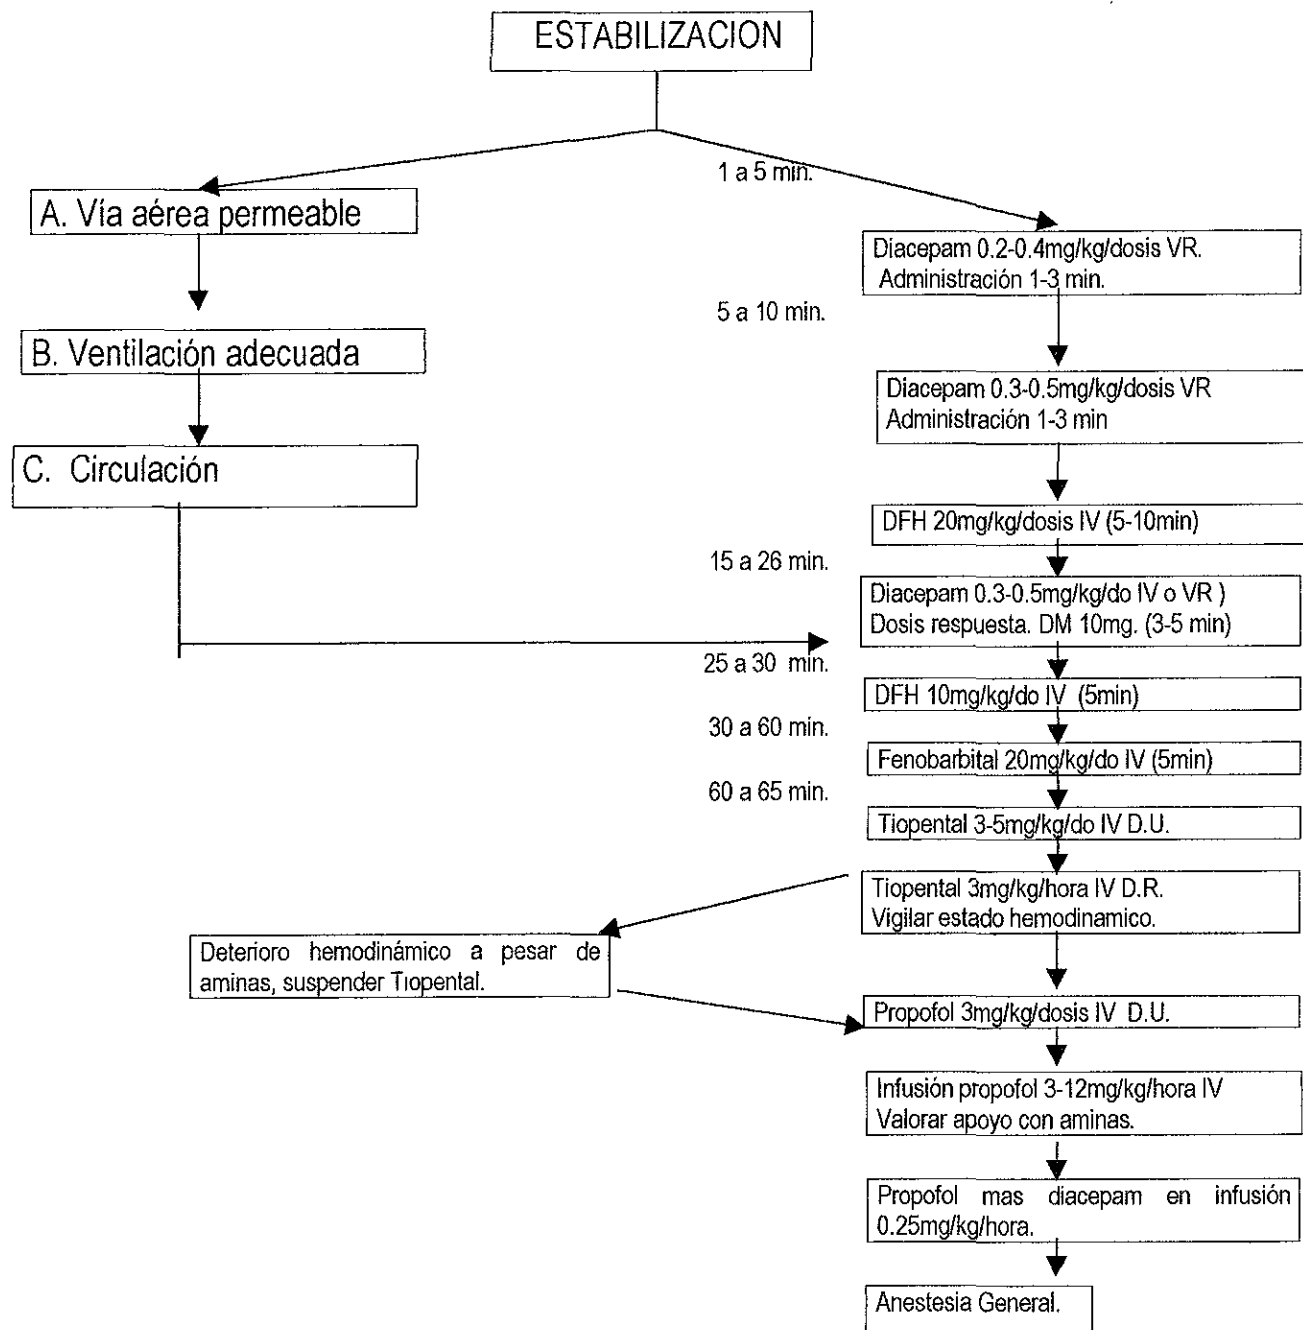 ESTABILIZACION
1 a 5 min.
A. Vía aérea permeable
Diacepam 0.2-0.4mg/kg/dosis VR.
Administración 1-3 min.
5 a 10 min.
B. Ventilación adecuada
Diacepam 0.3-0.5mg/kg/dosis VR
Administración 1-3 min
C. Circulación
DFH 20mg/kg/dosis IV (5-10min)
15 a 26 min.
Diacepam 0.3-0.5mg/kg/do IV o VR )
Dosis respuesta. DM 10mg. (3-5 min)
25 a 30 min.
DFH 10mg/kg/do IV (5min)
30 a 60 min.
Fenobarbital 20mg/kg/do IV (5min)
60 a 65 min.
Tiopental 3-5mg/kg/do IV D.U.
Tiopental 3mg/kg/hora IV D.R.
Vigilar estado hemodinamico.
Deterioro hemodinámico a pesar de
aminas, suspender Tiopental.
Propofol 3mg/kg/dosis IV D.U.
Infusión propofol 3-12mg/kg/hora IV
Valorar apoyo con aminas.
Propofol mas diacepam en infusión
0.25mg/kg/hora.
Anestesia General.